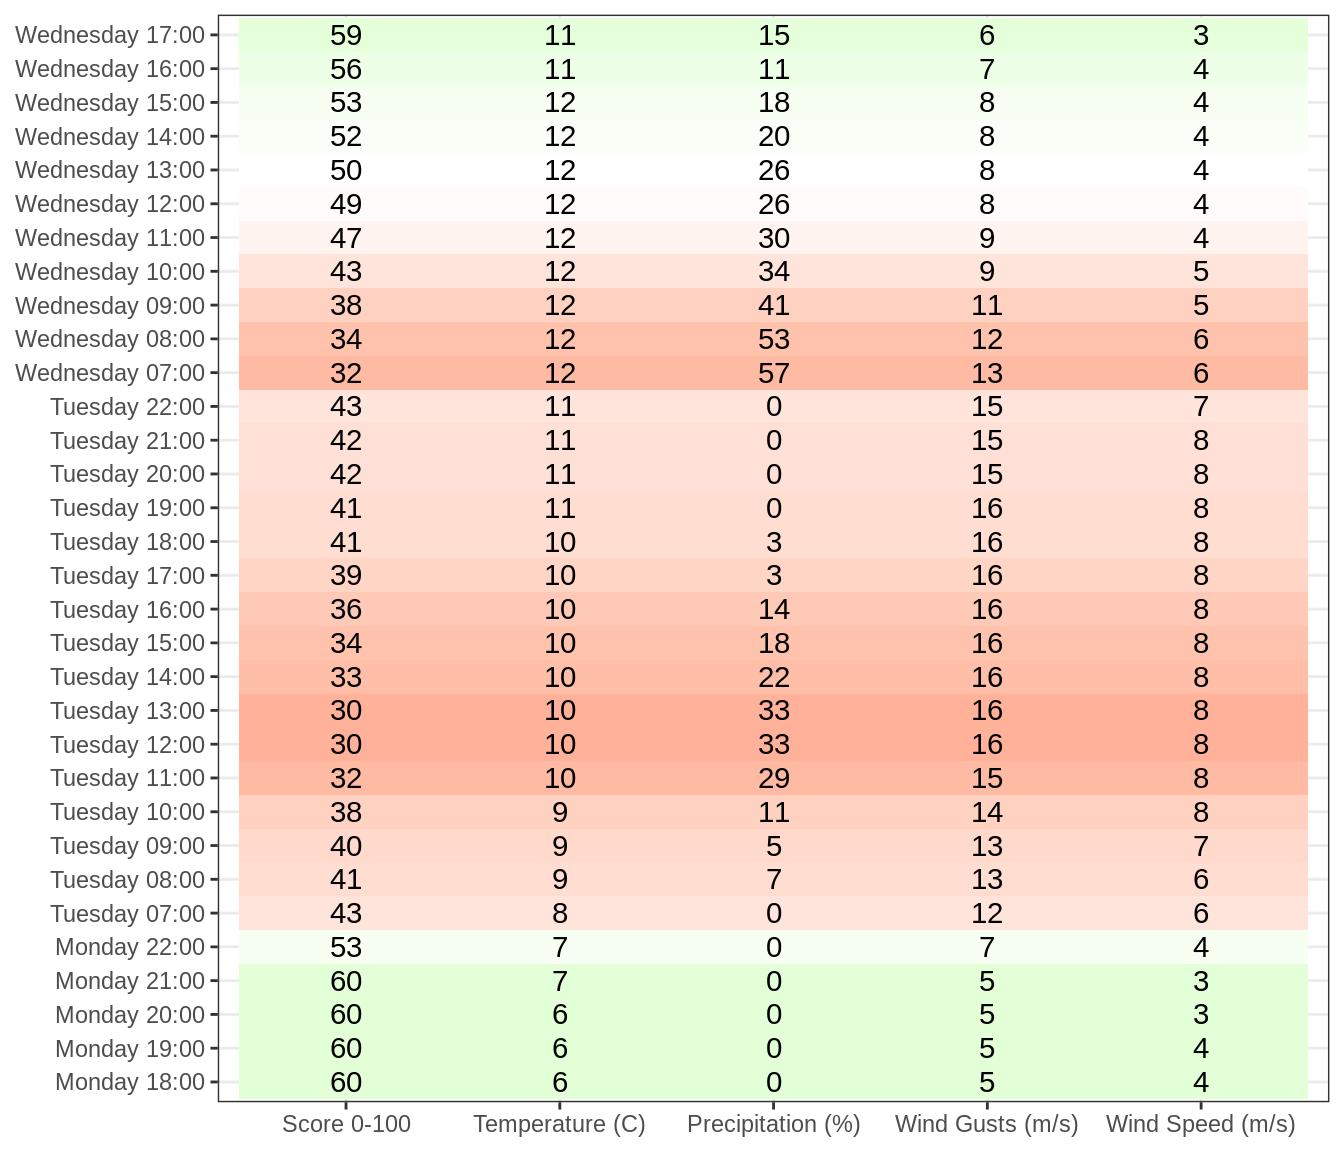 Wednesday 17:00 59 11 15 6 3
Wednesday 16:00 56 11 11 7 4
Wednesday 15:00 53 12 18 8 4
Wednesday 14:00 52 12 20 8 4
Wednesday 13:00 50 12 26 8 4
Wednesday 12:00 49 12 26 8 4
Wednesday 11:00 47 12 30 9 4
Wednesday 10:00 43 12 34 9 5
Wednesday 09:00 38 12 41 11 5
Wednesday 08:00 34 12 53 12 6
Wednesday 07:00 32 12 57 13 6
Tuesday 22:00 43 11 0 15 7
Tuesday 21:00 42 11 0 15 8
Tuesday 20:00 42 11 0 15 8
Tuesday 19:00 41 11 0 16 8
Tuesday 18:00 41 10 3 16 8
Tuesday 17:00 39 10 3 16 8
Tuesday 16:00 36 10 14 16 8
Tuesday 15:00 34 10 18 16 8
Tuesday 14:00 33 10 22 16 8
Tuesday 13:00 30 10 33 16 8
Tuesday 12:00 30 10 33 16 8
Tuesday 11:00 32 10 29 15 8
Tuesday 10:00 38 9 11 14 8
Tuesday 09:00 40 9 5 13 7
Tuesday 08:00 41 9 7 13 6
Tuesday 07:00 43 8 0 12 6
Monday 22:00 53 7 0 7 4
Monday 21:00 60 7 0 5 3
Monday 20:00 60 6 0 5 3
Monday 19:00 60 6 0 5 4
Monday 18:00 60 6 0 5 4
Score 0-100 Temperature (C) Precipitation (%) Wind Gusts (m/s) Wind Speed (m/s)